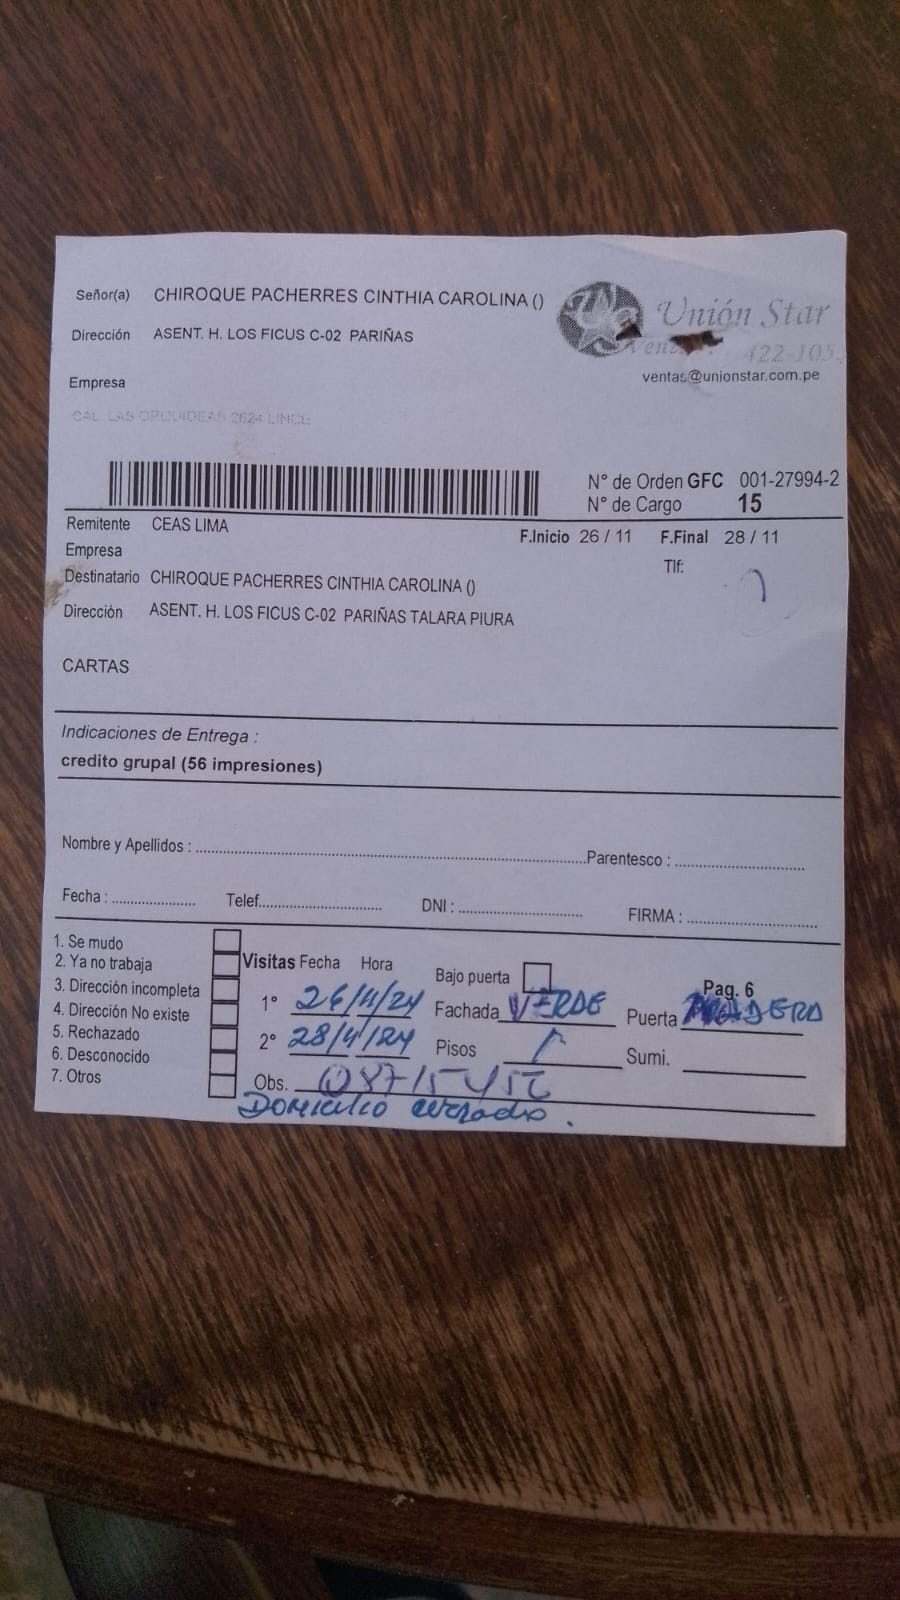 Señor(a) CHIROQUE PACHERRES CINTHIA CAROLINA ()
Dirección ASENT. H. LOS FICUS C-02 PARIÑAS
Unión Star
422-105
ventas@unionstar.com.pe
Empresa
CAL. LAS ORQUIDEAS 2624 LINCE
N° de Orden GFC 001-27994-2
N° de Cargo 15
Remitente CEAS LIMA
F.Inicio 26 / 11 F.Final 28 / 11
Empresa
Tlf:
Destinatario CHIROQUE PACHERRES CINTHIA CAROLINA ()
Dirección ASENT. H. LOS FICUS C-02 PARIÑAS TALARA PIURA
CARTAS
Indicaciones de Entrega :
credito grupal (56 impresiones)
Nombre y Apellidos : Parentesco :
Fecha : Telef. DNI : FIRMA :
1. Se mudo
2. Ya no trabaja
3. Dirección incompleta
4. Dirección No existe
5. Rechazado
6. Desconocido
7. Otros
Visitas Fecha Hora Bajo puerta Pag. 6
1° 26/11/24 Fachada VERDE Puerta MADERA
2° 28/11/24 Pisos 1 Sumi.
Obs.
Domicilio cerrado.